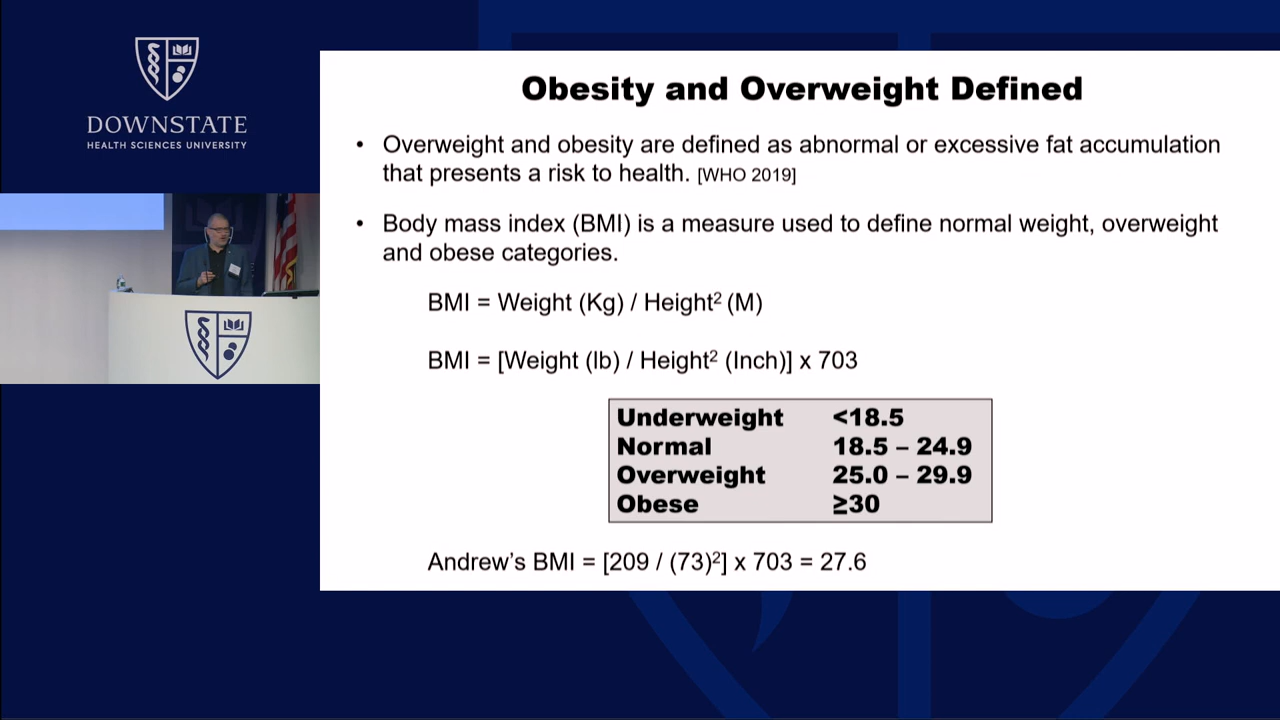 DOWNSTATE
HEALTH SCIENCES UNIVERSITY
Obesity and Overweight Defined
• Overweight and obesity are defined as abnormal or excessive fat accumulation
that presents a risk to health. [WHO 2019]
• Body mass index (BMI) is a measure used to define normal weight, overweight
and obese categories.
BMI = Weight (Kg) / Height² (M)
BMI = [Weight (lb) / Height² (Inch)] x 703
Underweight <18.5
Normal 18.5 – 24.9
Overweight 25.0 – 29.9
Obese ≥30
Andrew’s BMI = [209 / (73)²] x 703 = 27.6